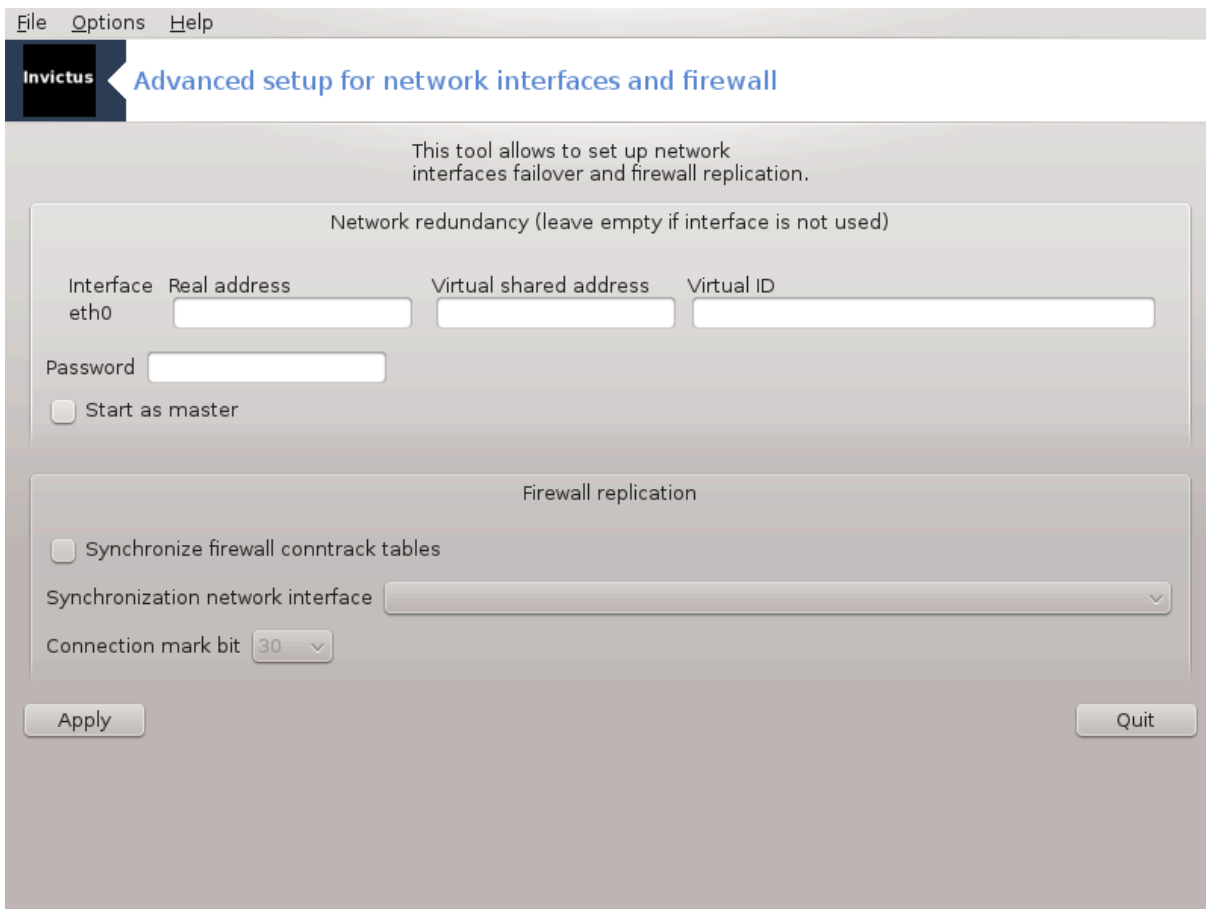 File Options Help
Invictus
Advanced setup for network interfaces and firewall
This tool allows to set up network
interfaces failover and firewall replication.
Network redundancy (leave empty if interface is not used)
Interface Real address Virtual shared address Virtual ID
eth0
Password
Start as master
Firewall replication
Synchronize firewall conntrack tables
Synchronization network interface
Connection mark bit 30
Apply Quit